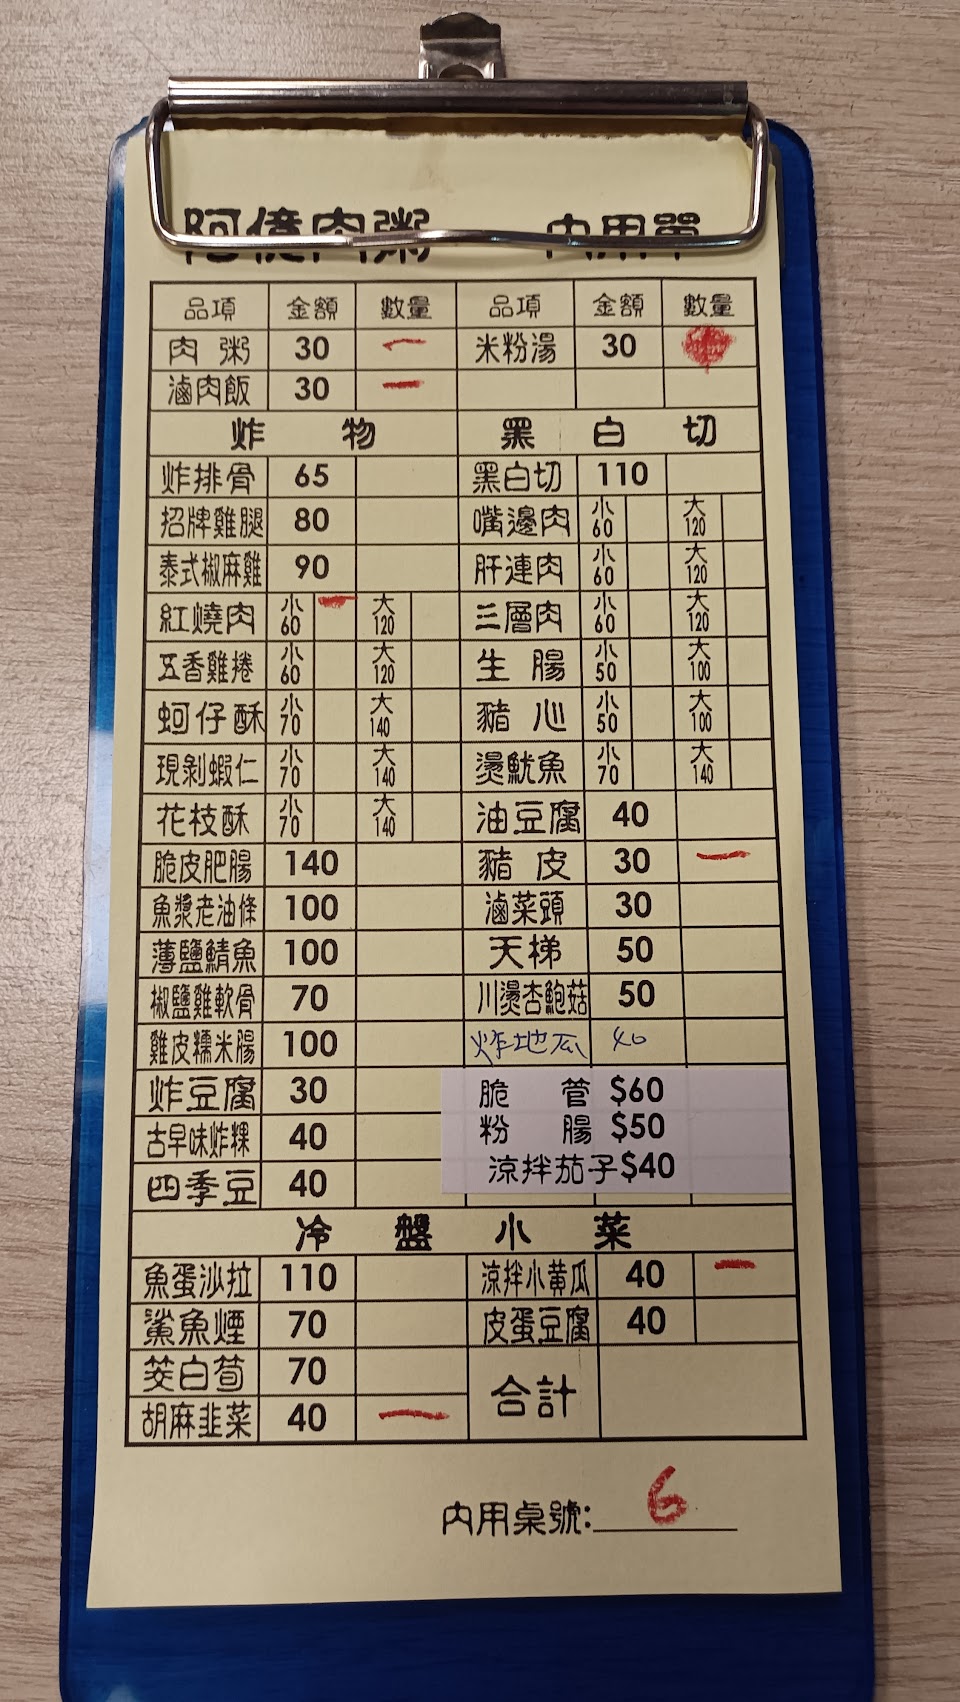 阿億肉粥 內用單
品項 金額 數量 品項 金額 數量
肉粥 30 一 米粉湯 30
滷肉飯 30 一
炸物 黑白切
炸排骨 65 黑白切 110
招牌雞腿 80 嘴邊肉 小60 大120
泰式椒麻雞 90 肝連肉 小60 大120
紅燒肉 小60 一 大120 三層肉 小60 大120
五香雞捲 小60 大120 生腸 小50 大100
蚵仔酥 小70 大140 豬心 小50 大100
現剝蝦仁 小70 大140 燙魷魚 小70 大140
花枝酥 小70 大140 油豆腐 40
脆皮肥腸 140 豬皮 30 一
魚漿老油條 100 滷菜頭 30
薄鹽鯖魚 100 天梯 50
椒鹽雞軟骨 70 川燙杏鮑菇 50
雞皮糯米腸 100 炸地瓜 40
炸豆腐 30 脆管 $60
古早味炸粿 40 粉腸 $50
四季豆 40 涼拌茄子$40
冷盤小菜
魚蛋沙拉 110 涼拌小黃瓜 40 一
鯊魚煙 70 皮蛋豆腐 40
茭白筍 70 合計
胡麻韭菜 40 一
內用桌號: 6